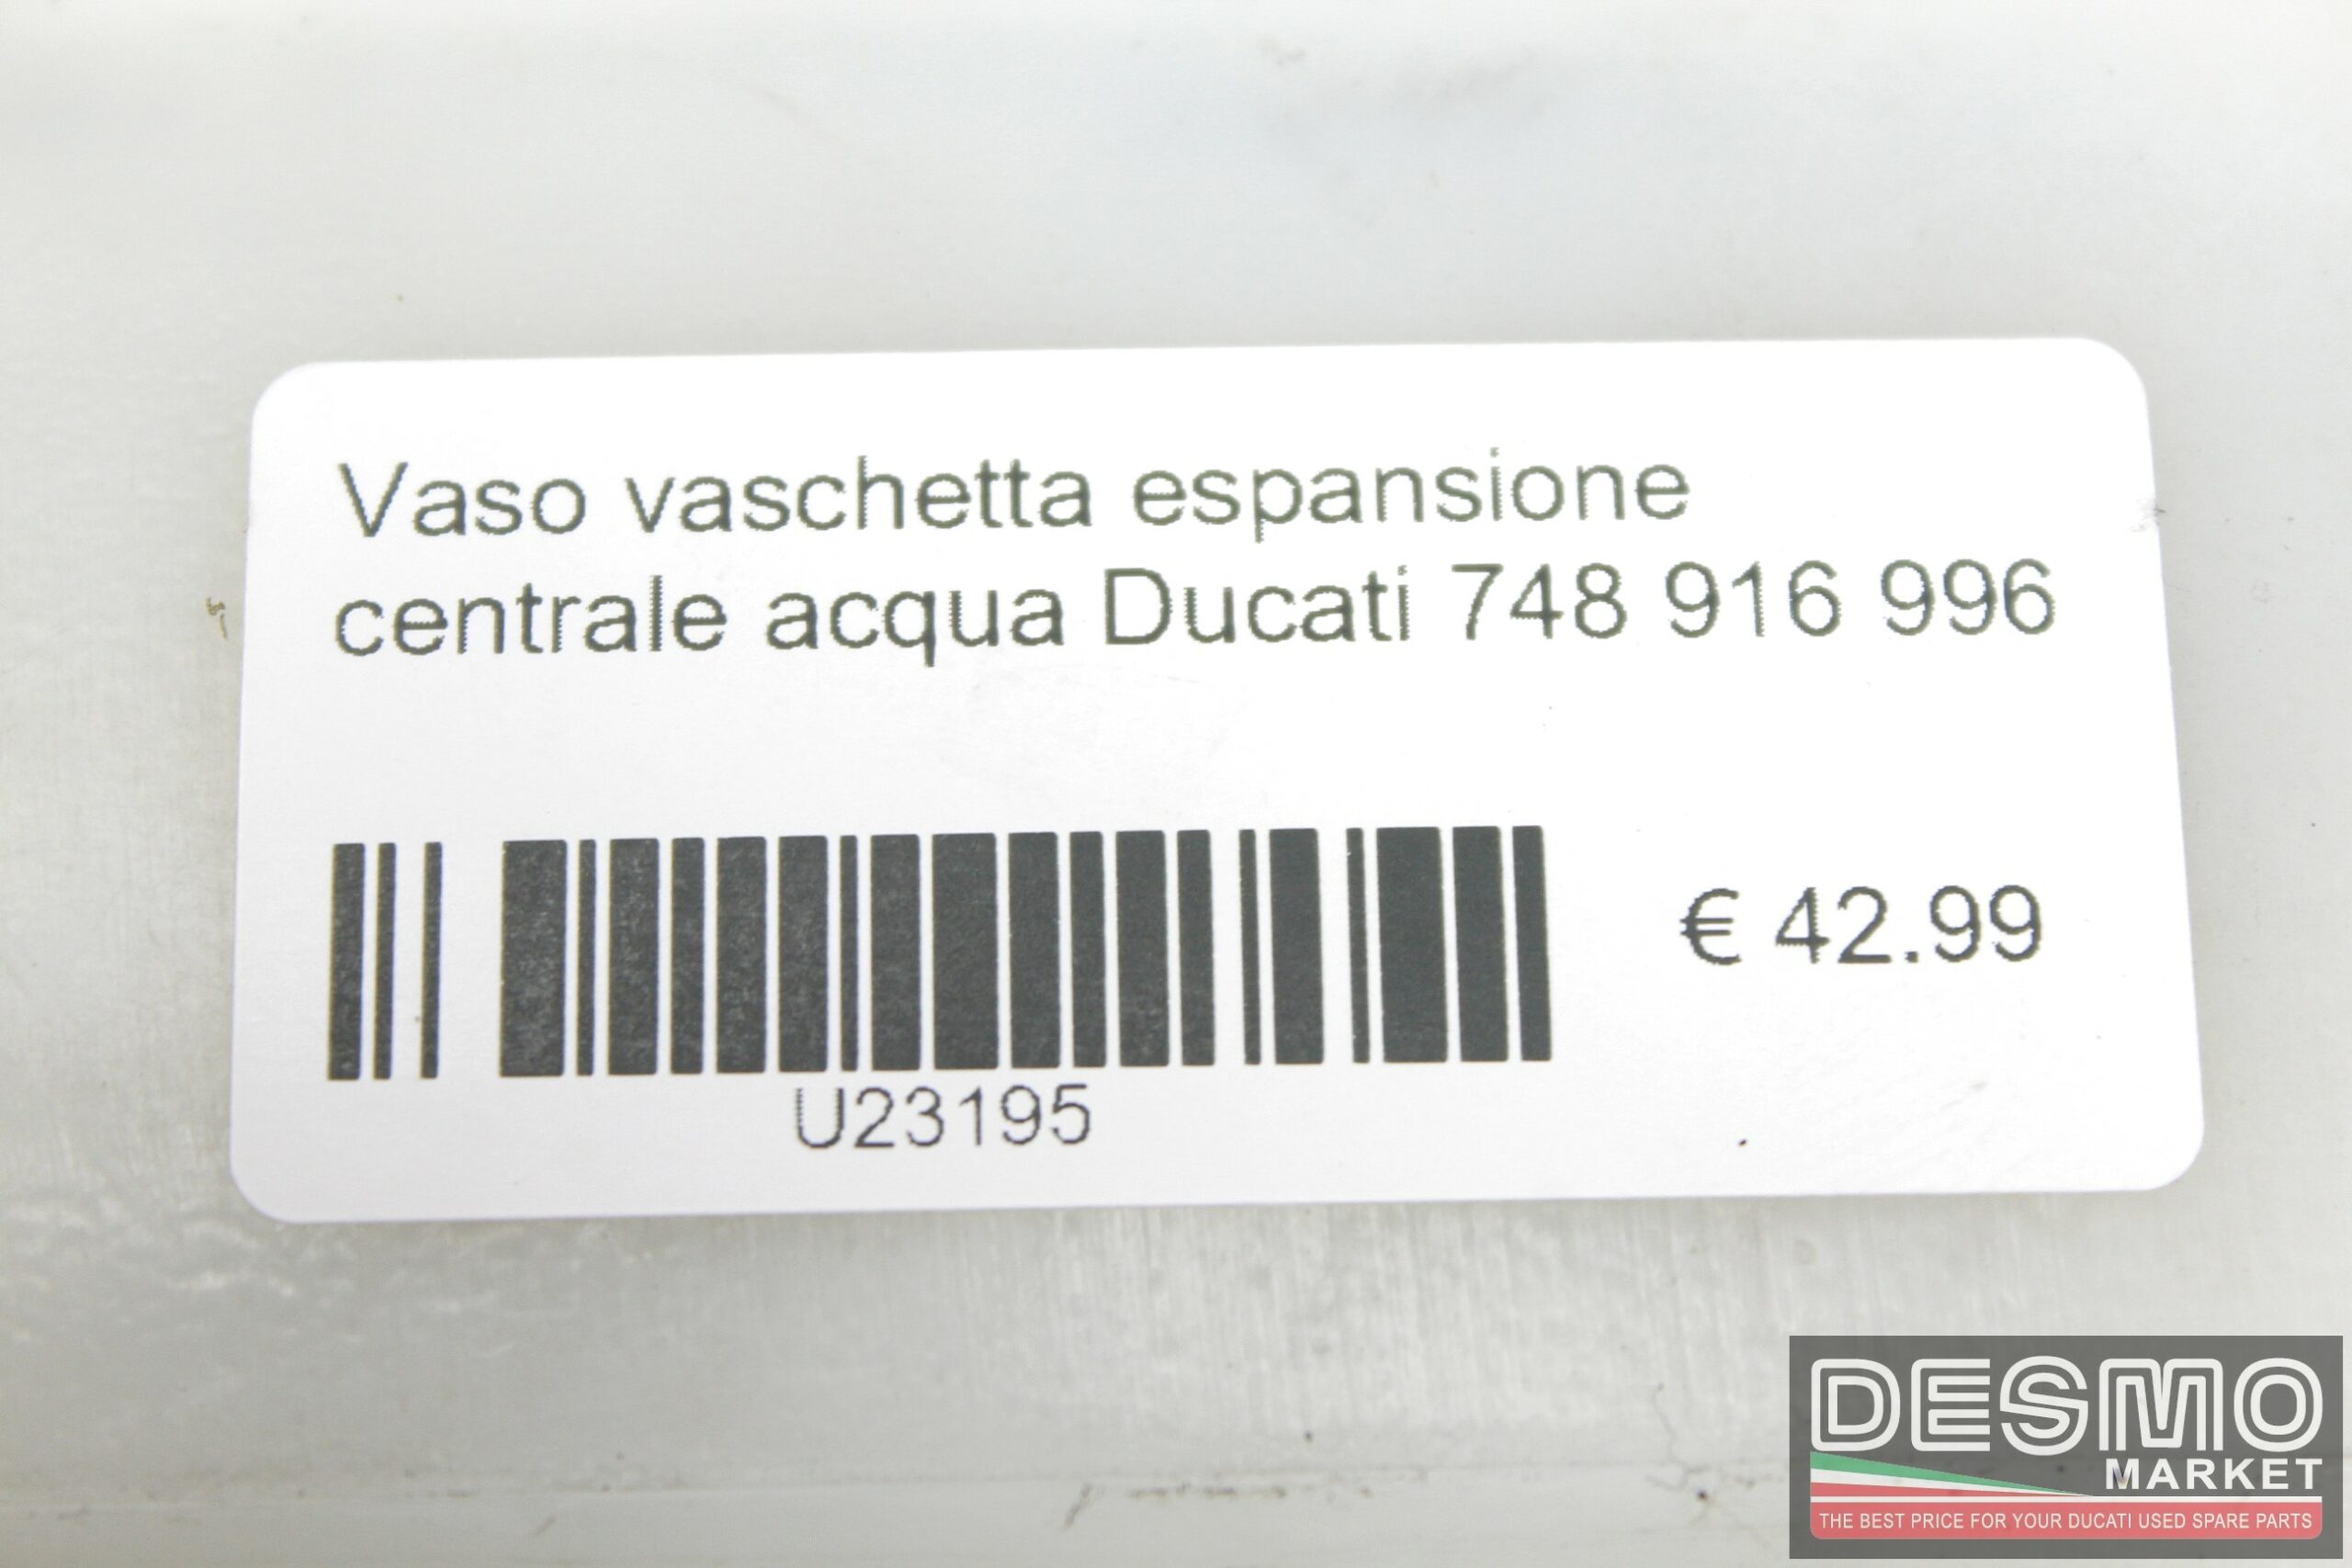 Vaso vaschetta espansione
centrale acqua Ducati 748 916 996
€ 42.99
U23195
DESMO
MARKET
THE BEST PRICE FOR YOUR DUCATI USED SPARE PARTS